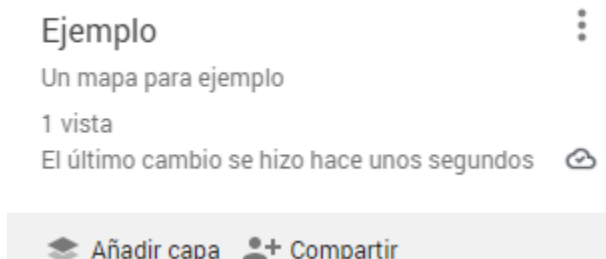 Ejemplo
Un mapa para ejemplo
1 vista
El último cambio se hizo hace unos segundos
Añadir capa Compartir